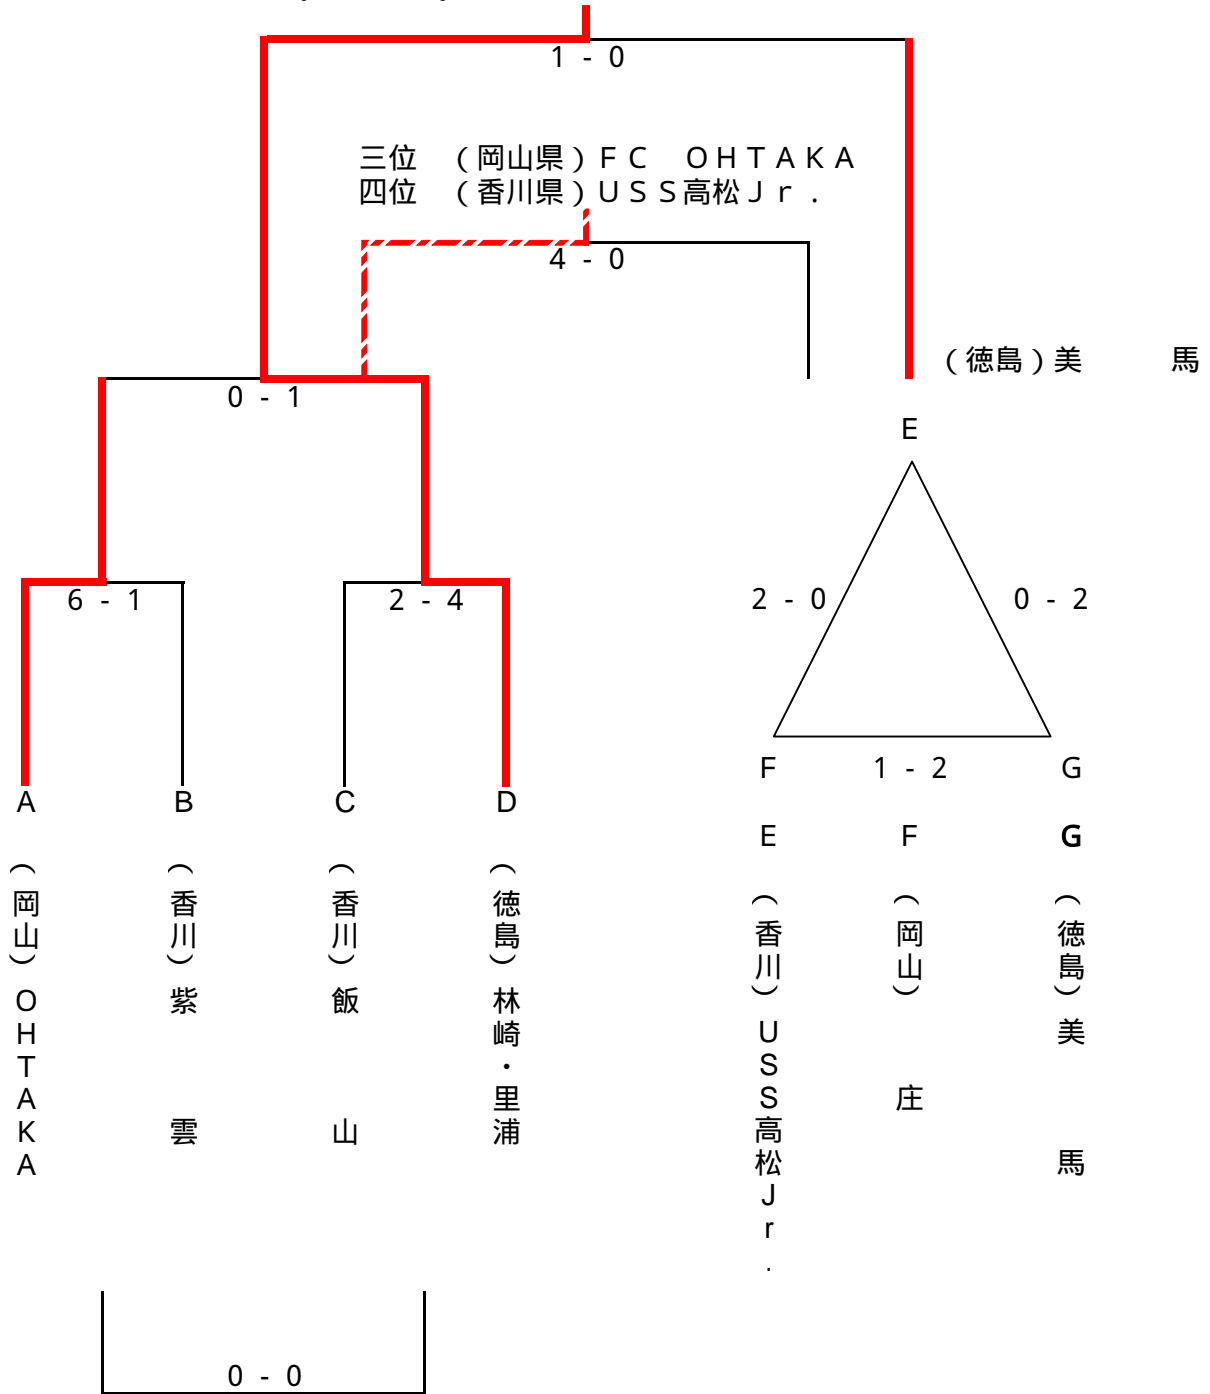 1 - 0
三位 (岡山県)FC OHTAKA
四位 (香川県)USS高松Jr.
4 - 0
(徳島)美 馬
0 - 1
E
6 - 1
2 - 4
2 - 0
0 - 2
F 1 - 2 G
A B C D
E F G
(岡山)OHTAKA
(香川)紫雲
(香川)飯山
(徳島)林崎・里浦
(香川)USS高松Jr.
(岡山)庄
(徳島)美馬
0 - 0